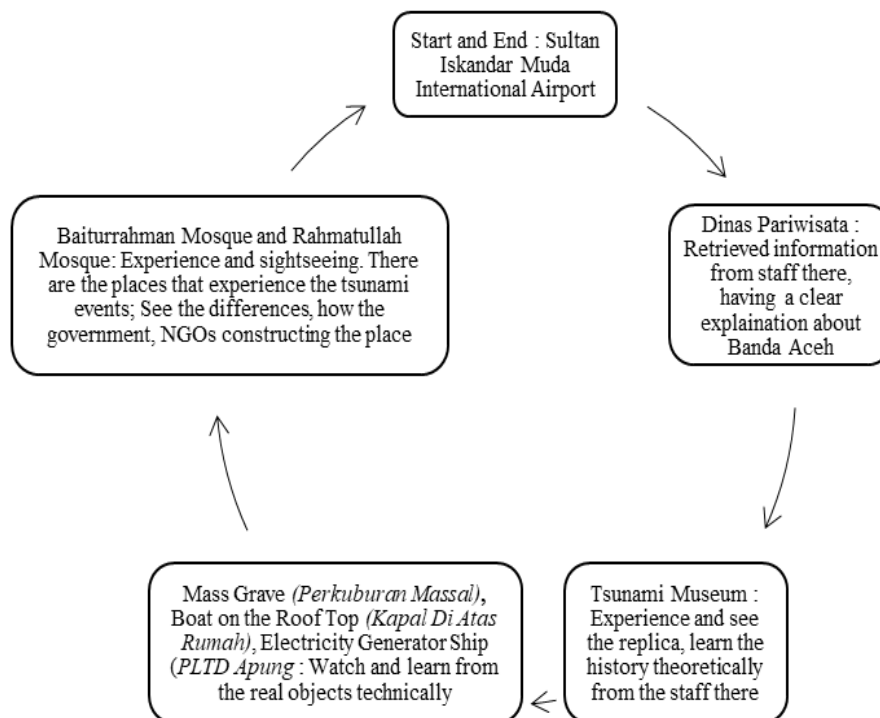 Start and End : Sultan
Iskandar Muda
International Airport
Dinas Pariwisata :
Retrieved information
from staff there,
having a clear
explaination about
Banda Aceh
Tsunami Museum :
Experience and see
the replica, learn the
history theoretically
from the staff there
Mass Grave (Perkuburan Massal),
Boat on the Roof Top (Kapal Di Atas
Rumah), Electricity Generator Ship
(PLTD Apung : Watch and learn from
the real objects technically
Baiturrahman Mosque and Rahmatullah
Mosque: Experience and sightseeing. There
are the places that experience the tsunami
events; See the differences, how the
government, NGOs constructing the place